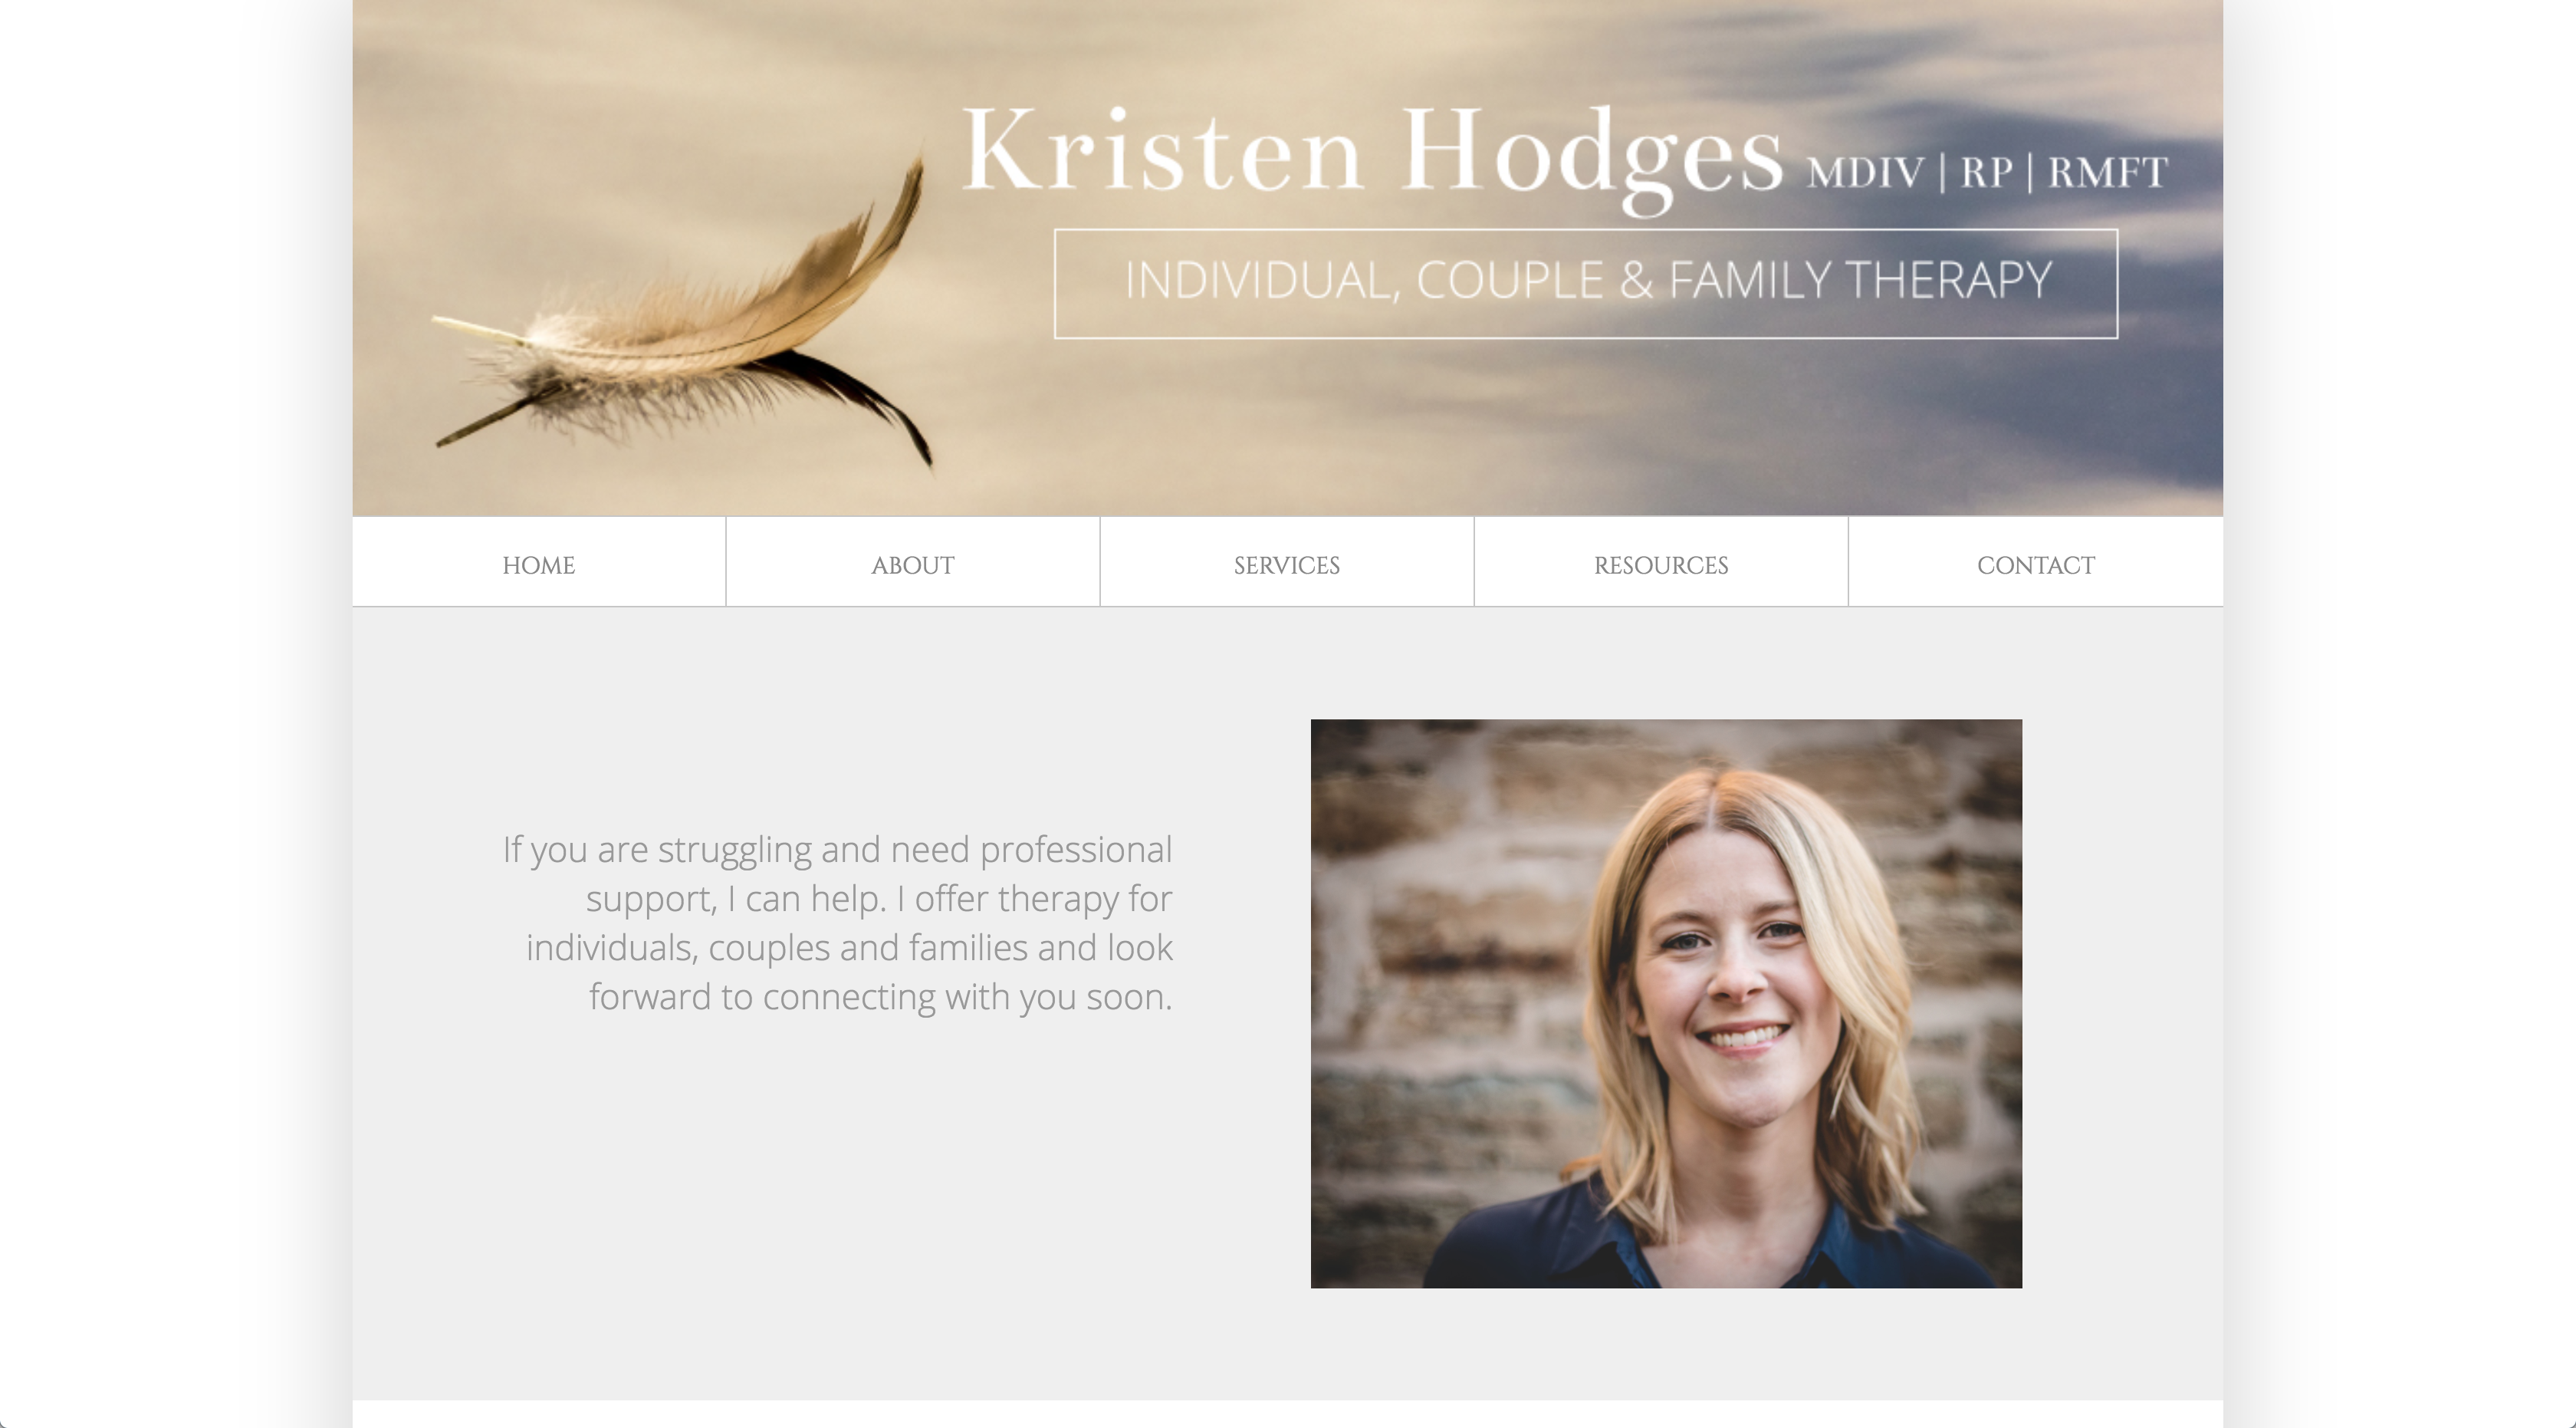 Kristen Hodges MDIV | RP | RMFT
INDIVIDUAL, COUPLE & FAMILY THERAPY
HOME
ABOUT
SERVICES
RESOURCES
CONTACT
If you are struggling and need professional
support, I can help. I offer therapy for
individuals, couples and families and look
forward to connecting with you soon.